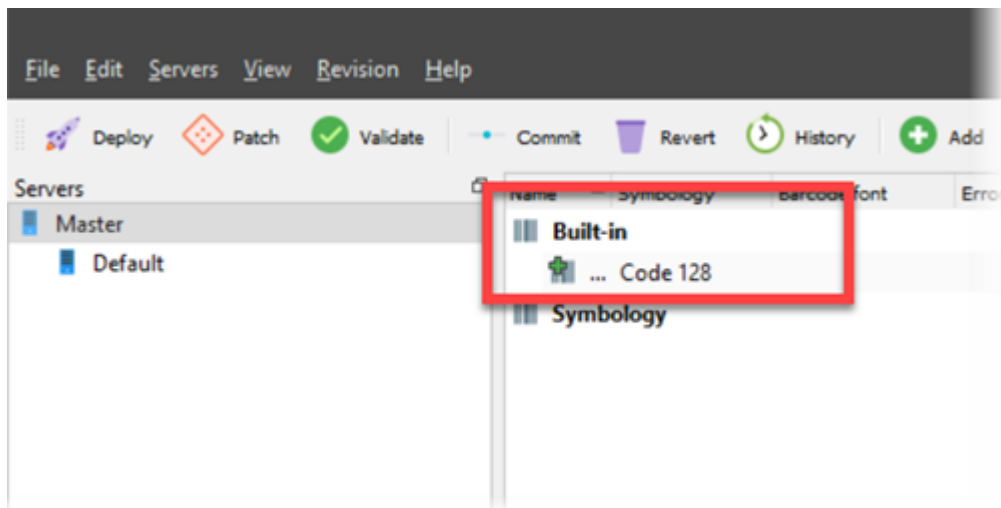 File Edit Servers View Revision Help
Deploy Patch Validate Commit Revert History Add
Servers
Name Symbology Barcode font Erro
Master
Default
Built-in
... Code 128
Symbology